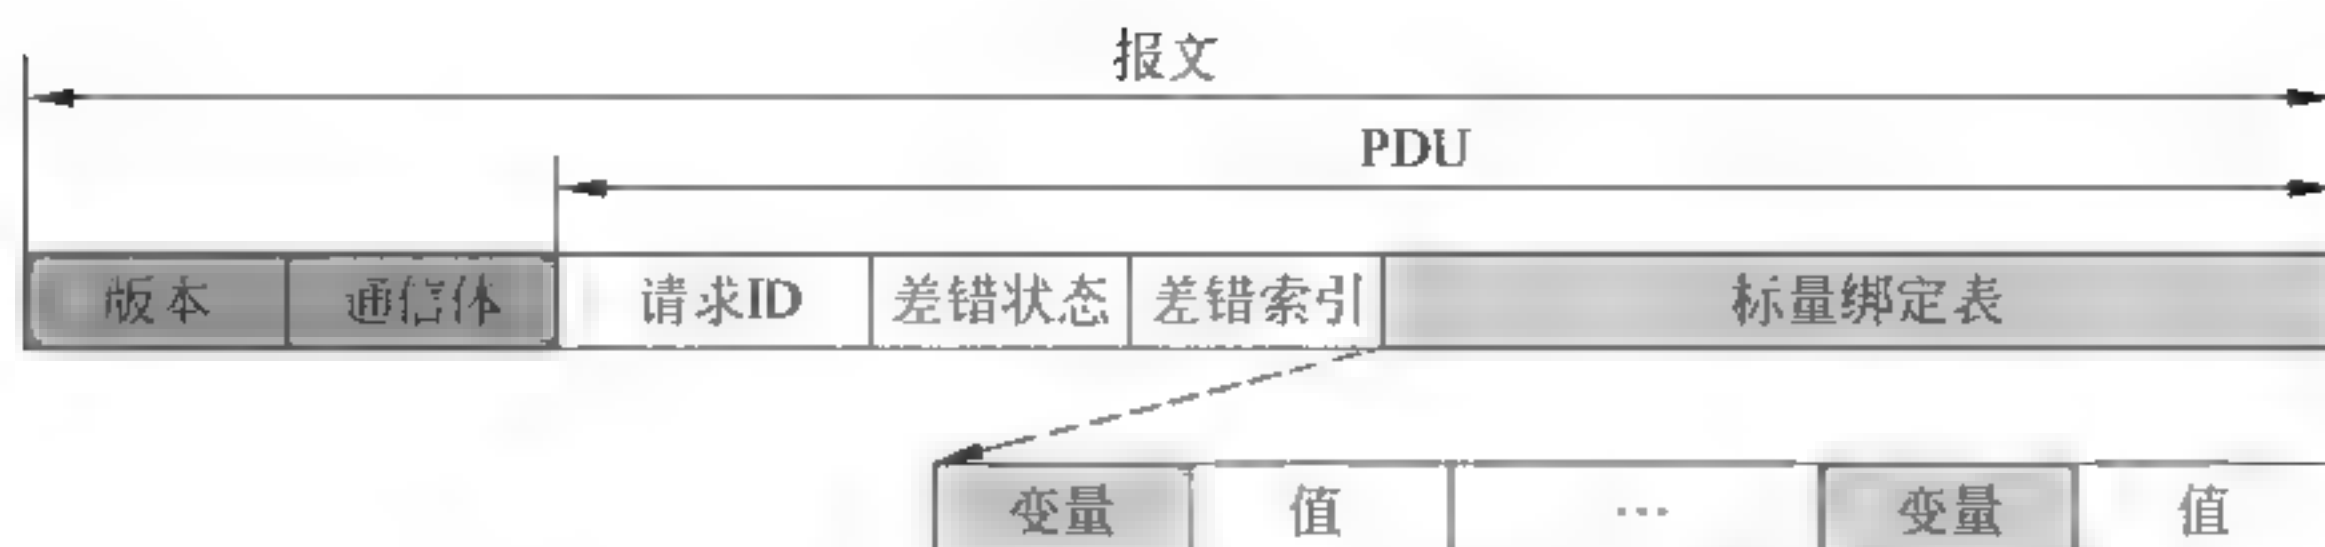 报文
PDU
版本 通信体 请求ID 差错状态 差错索引 标量绑定表
变量 值 … 变量 值